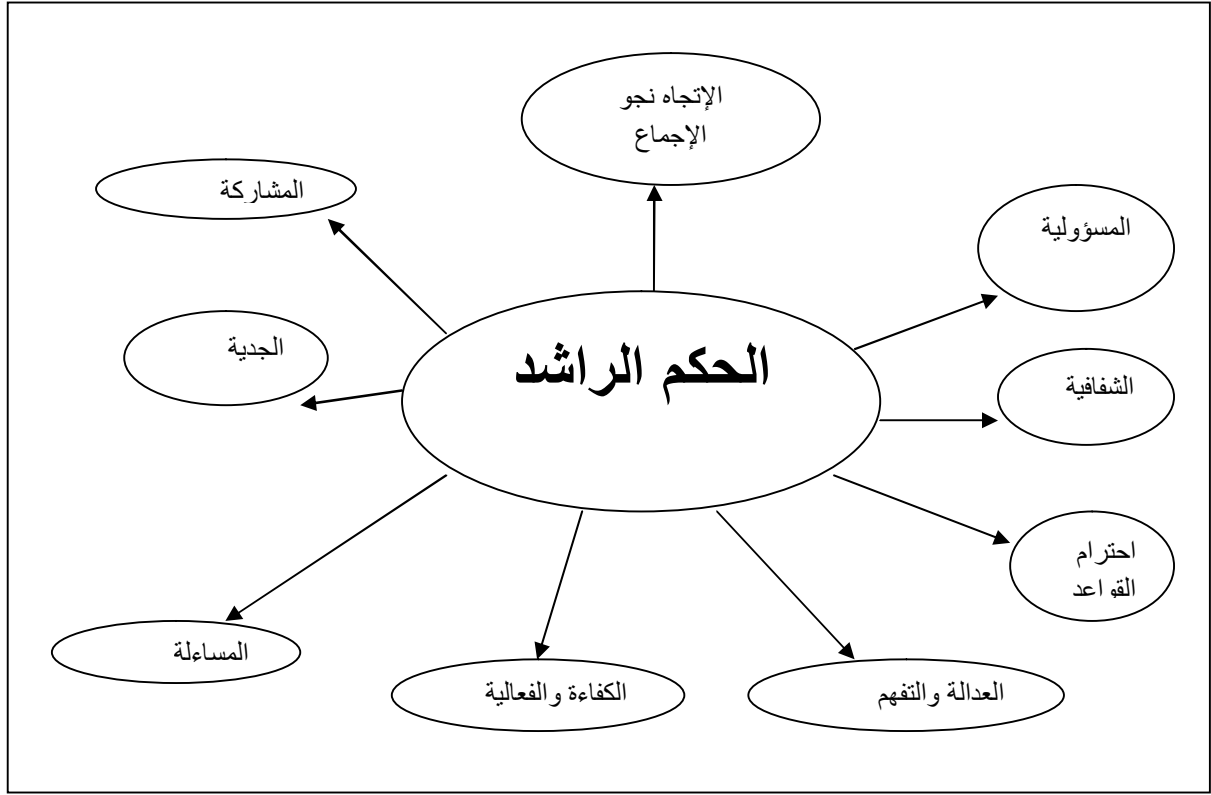 الإتجاه نجو
الإجماع
المشاركة
المسؤولية
الجدية
الحكم الراشد
الشفافية
احترام
القواعد
المساءلة
الكفاءة والفعالية
العدالة والتفهم